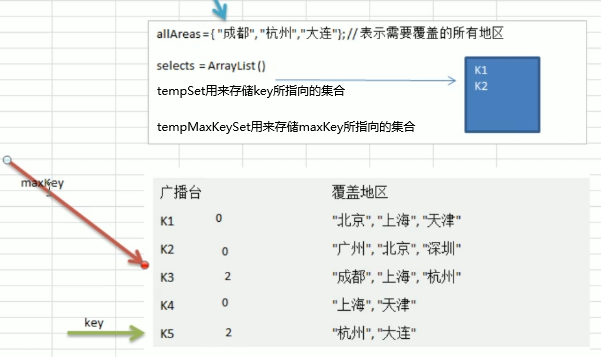 allAreas={ "成都","杭州","大连"};//表示需要覆盖的所有地区
selects =ArrayList()
K1
K2
tempSet用来存储key所指向的集合
tempMaxKeySet用来存储maxKey所指向的集合
maxKey
广播台 覆盖地区
K1 0 "北京","上海","天津"
K2 0 "广州","北京","深圳"
K3 2 "成都","上海","杭州"
K4 0 "上海","天津"
key
K5 2 "杭州","大连"